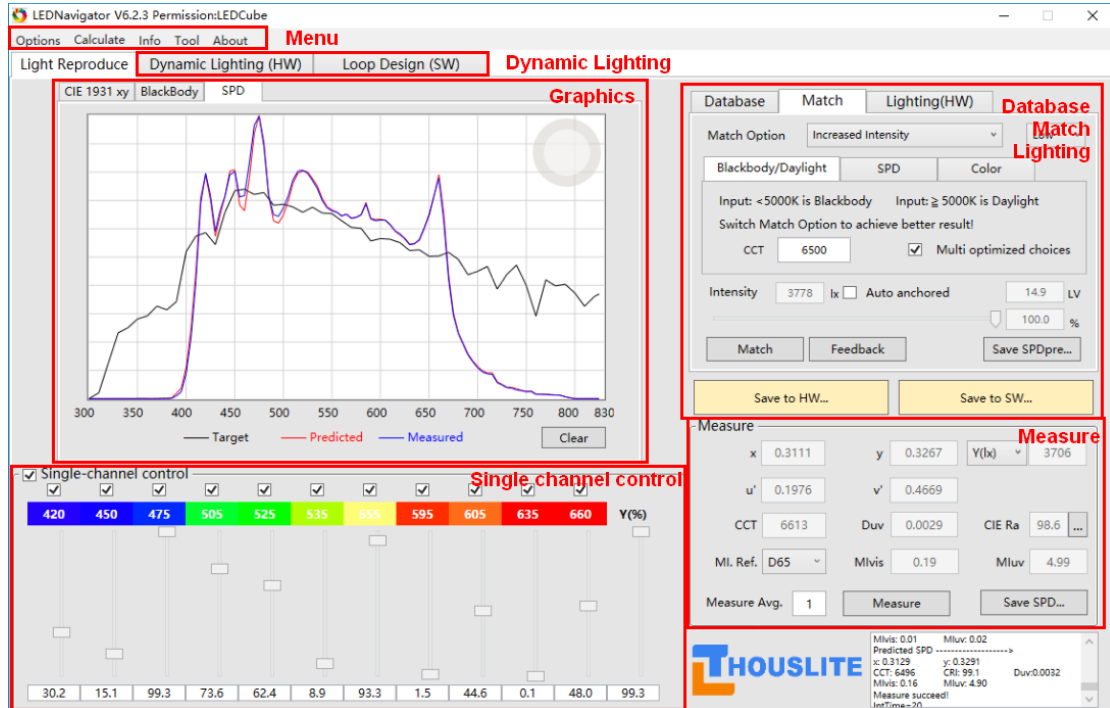 LEDNavigator V6.2.3 Permission:LEDCube
Options Calculate Info Tool About Menu
Light Reproduce Dynamic Lighting (HW) Loop Design (SW) Dynamic Lighting
CIE 1931 xy BlackBody SPD Graphics
300 350 400 450 500 550 600 650 700 750 800 830
Target Predicted Measured Clear
Database Match Lighting(HW) Database
Match
Lighting
Match Option Increased Intensity
Blackbody/Daylight SPD Color
Input: <5000K is Blackbody Input:≧ 5000K is Daylight
Switch Match Option to achieve better result!
CCT 6500 Multi optimized choices
Intensity 3778 lx Auto anchored 14.9 LV
100.0 %
Match Feedback Save SPDpre...
Save to HW... Save to SW...
Measure Measure
x 0.3111 y 0.3267 Y(lx) 3706
u' 0.1976 v' 0.4669
CCT 6613 Duv 0.0029 CIE Ra 98.6 ...
MI. Ref. D65 MIvis 0.19 MIuv 4.99
Measure Avg. 1 Measure Save SPD...
Single-channel control Single channel control
420 450 475 505 525 535 555 595 605 635 660 Y(%)
30.2 15.1 99.3 73.6 62.4 8.9 93.3 1.5 44.6 0.1 48.0 99.3
THOUSLITE
MIvis: 0.01 MIuv: 0.02
Predicted SPD -------------------->
x: 0.3129 y: 0.3291
CCT: 6496 CRI: 99.1 Duv:0.0032
MIvis: 0.16 MIuv: 4.90
Measure succeed!
IntTime=20